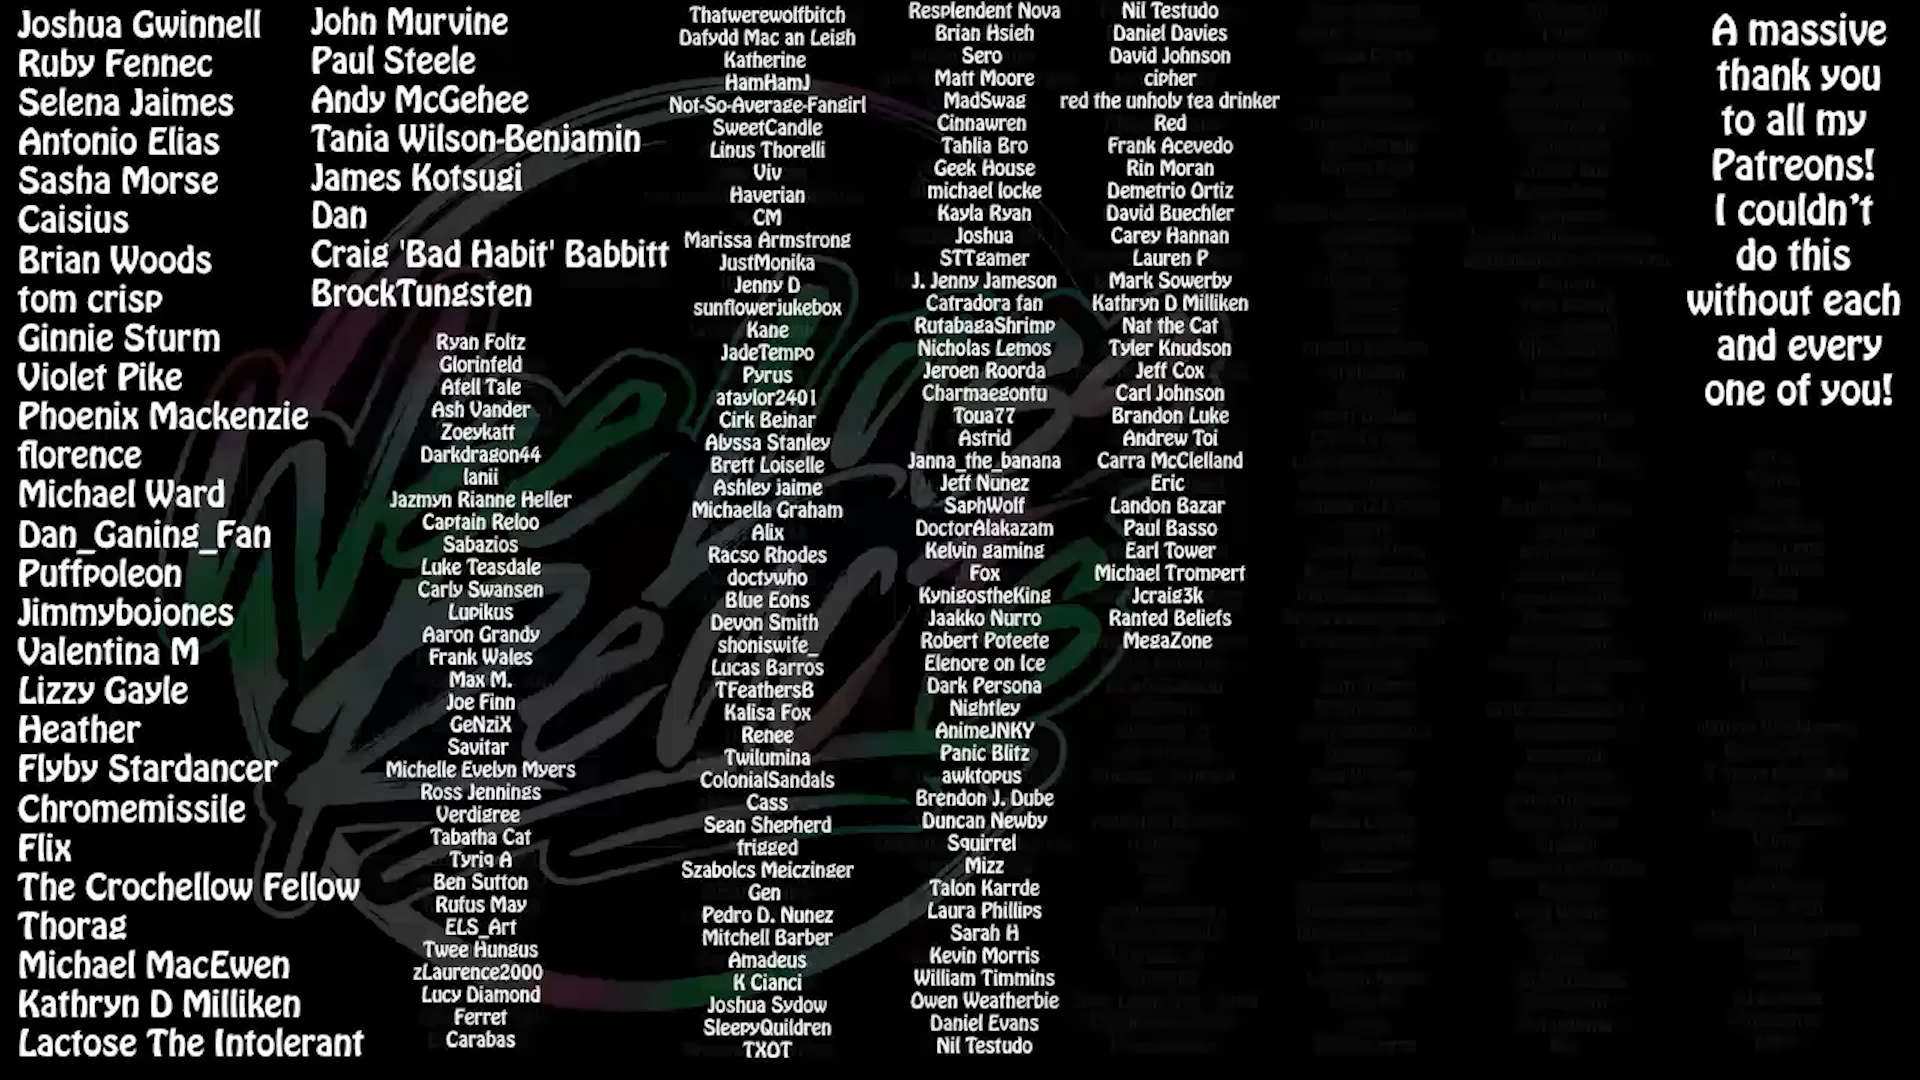 Joshua Gwinnell
Ruby Fennec
Selena Jaimes
Antonio Elias
Sasha Morse
Caisius
Brian Woods
tom crisp
Ginnie Sturm
Violet Pike
Phoenix Mackenzie
florence
Michael Ward
Dan_Ganing_Fan
Puffpoleon
Jimmybojones
Valentina M
Lizzy Gayle
Heather
Flyby Stardancer
Chromemissile
Flix
The Crochellow Fellow
Thorag
Michael MacEwen
Kathryn D Milliken
Lactose The Intolerant
John Murvine
Paul Steele
Andy McGehee
Tania Wilson-Benjamin
James Kotsugi
Dan
Craig 'Bad Habit' Babbitt
BrockTungsten
Ryan Foltz
Glorinfeld
Afell Tale
Ash Vander
Zoeykatt
Darkdragon44
lanii
Jazmyn Rianne Heller
Captain Reloo
Sabazios
Luke Teasdale
Carly Swansen
Lupikus
Aaron Grandy
Frank Wales
Max M.
Joe Finn
GeNziX
Savitar
Michelle Evelyn Myers
Ross Jennings
Verdigree
Tabatha Cat
Tyriq A
Ben Sutton
Rufus May
ELS_Art
Twee Hungus
zLaurence2000
Lucy Diamond
Ferret
Carabas
Thatwerewolfbitch
Dafydd Mac an Leigh
Katherine
HamHamJ
Not-So-Average-Fangirl
SweetCandle
Linus Thorelli
Viv
Haverian
CM
Marissa Armstrong
JustMonika
Jenny D
sunflowerjukebox
Kane
JadeTempo
Pyrus
ataylor2401
Cirk Bejnar
Alyssa Stanley
Brett Loiselle
Ashley jaime
Michaella Graham
Alix
Racso Rhodes
doctywho
Blue Eons
Devon Smith
shoniswife_
Lucas Barros
TFeathersB
Kalisa Fox
Renee
Twilumina
ColonialSandals
Cass
Sean Shepherd
frigged
Szabolcs Meiczinger
Gen
Pedro D. Nunez
Mitchell Barber
Amadeus
K Cianci
Joshua Sydow
SleepyQuildren
TXOT
Resplendent Nova
Brian Hsieh
Sero
Matt Moore
MadSwag
Cinnawren
Tahlia Bro
Geek House
michael locke
Kayla Ryan
Joshua
STTgamer
J. Jenny Jameson
Catradora fan
RutabagaShrimp
Nicholas Lemos
Jeroen Roorda
Charmaegontu
Toua77
Astrid
Janna_the_banana
Jeff Nunez
SaphWolf
DoctorAlakazam
Kelvin gaming
Fox
KynigostheKing
Jaakko Nurro
Robert Poteete
Elenore on Ice
Dark Persona
Nightley
AnimeJNKY
Panic Blitz
awktopus
Brendon J. Dube
Duncan Newby
Squirrel
Mizz
Talon Karrde
Laura Phillips
Sarah H
Kevin Morris
William Timmins
Owen Weatherbie
Daniel Evans
Nil Testudo
Nil Testudo
Daniel Davies
David Johnson
cipher
red the unholy tea drinker
Red
Frank Acevedo
Rin Moran
Demetrio Ortiz
David Buechler
Carey Hannan
Lauren P
Mark Sowerby
Kathryn D Milliken
Nat the Cat
Tyler Knudson
Jeff Cox
Carl Johnson
Brandon Luke
Andrew Toi
Carra McClelland
Eric
Landon Bazar
Paul Basso
Earl Tower
Michael Trompert
Jcraig3k
Ranted Beliefs
MegaZone
A massive
thank you
to all my
Patreons!
I couldn't
do this
without each
and every
one of you!